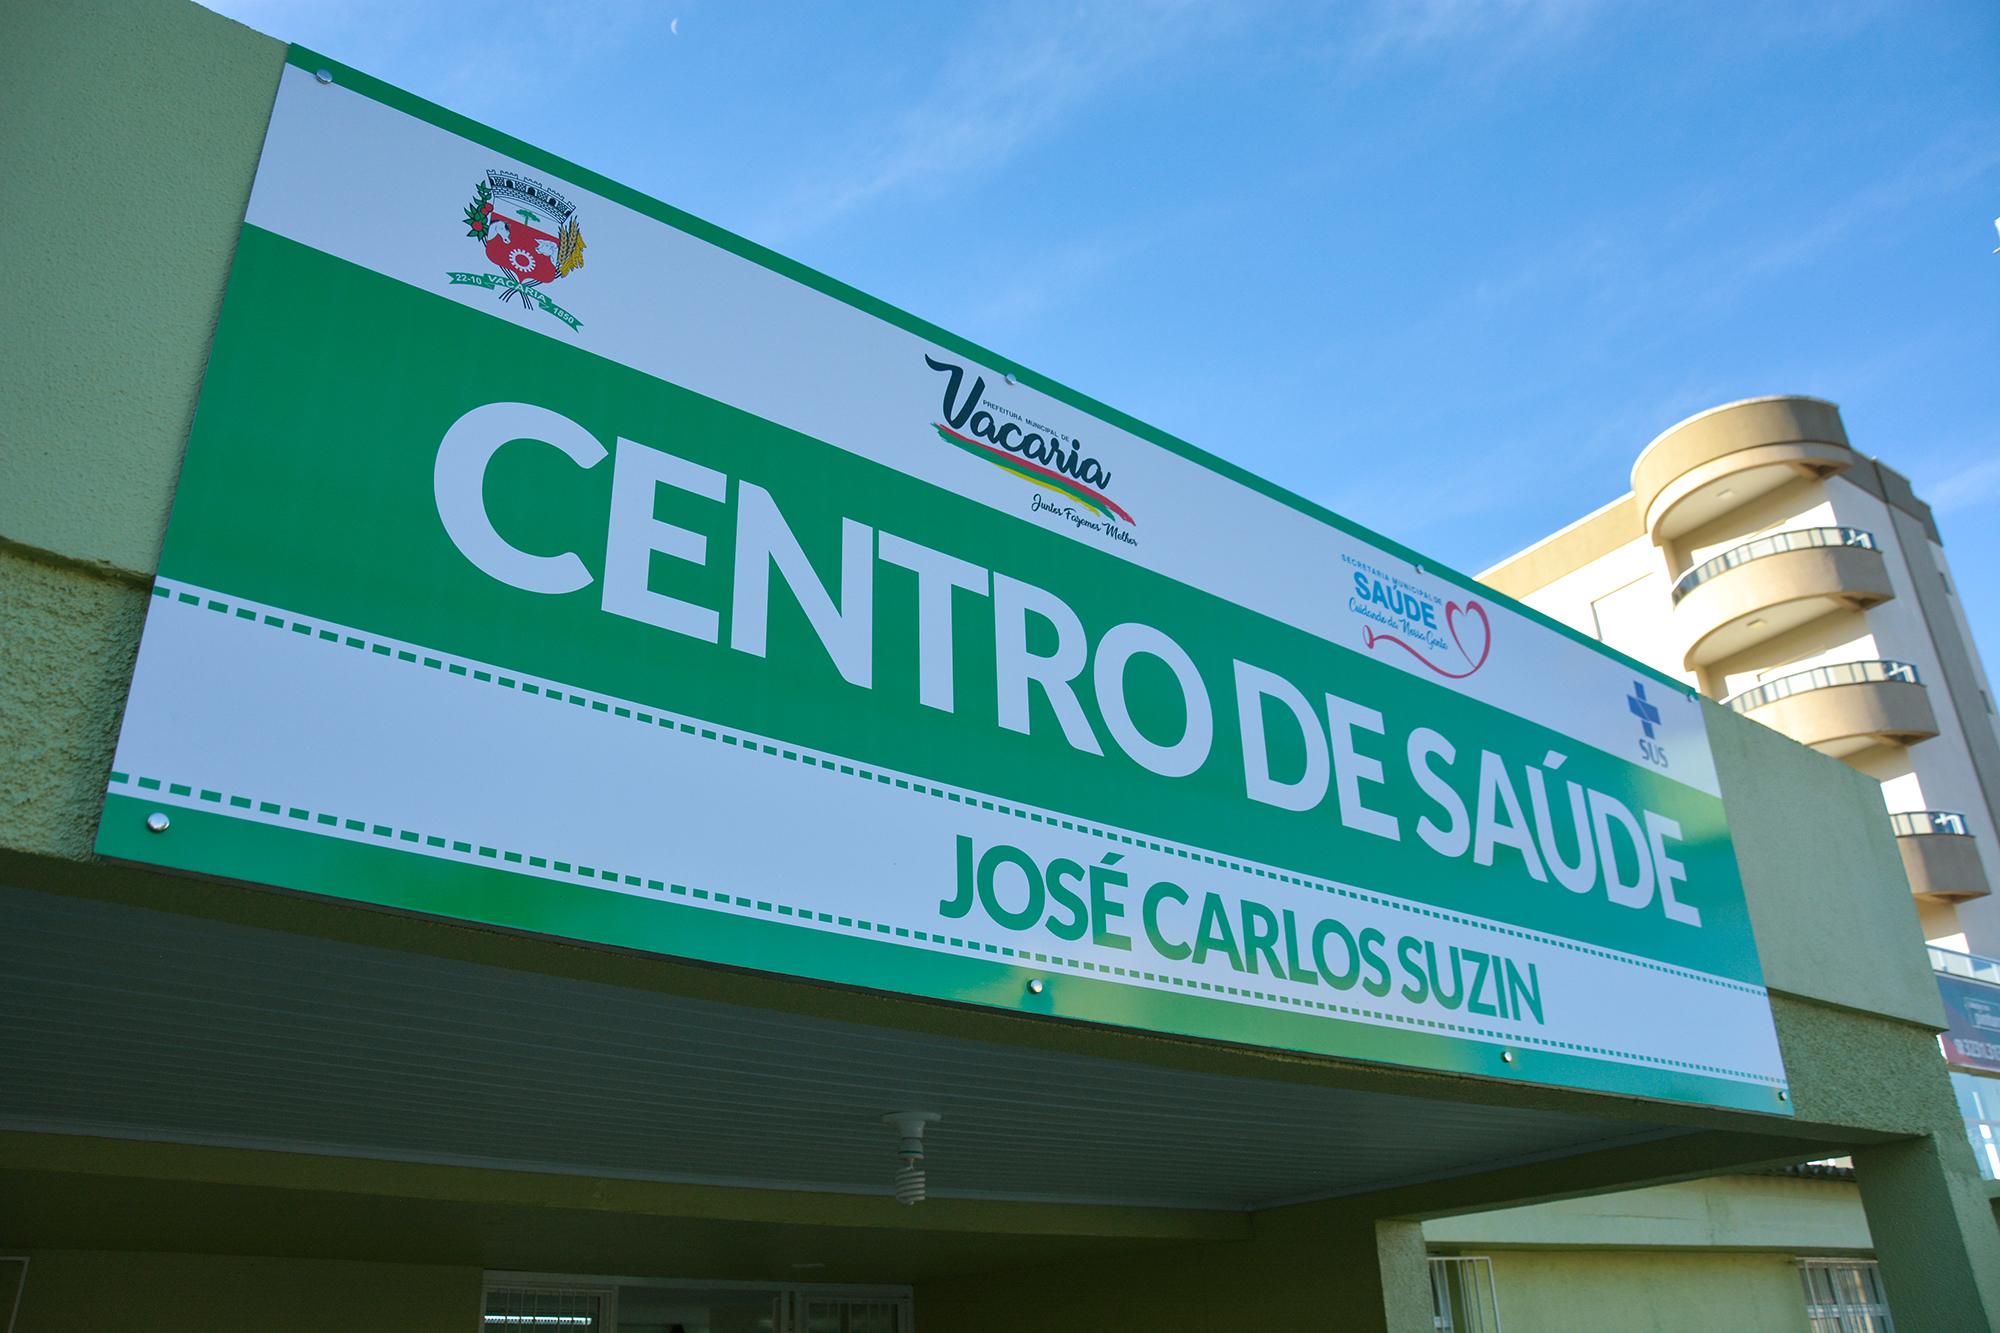 22-10 VACARIA 1850
PREFEITURA MUNICIPAL DE
Vacaria
Juntos Fazemos Melhor
SECRETARIA MUNICIPAL DE
SAÚDE
Cuidando da Nossa Gente
SUS
CENTRO DE SAÚDE
JOSÉ CARLOS SUZIN